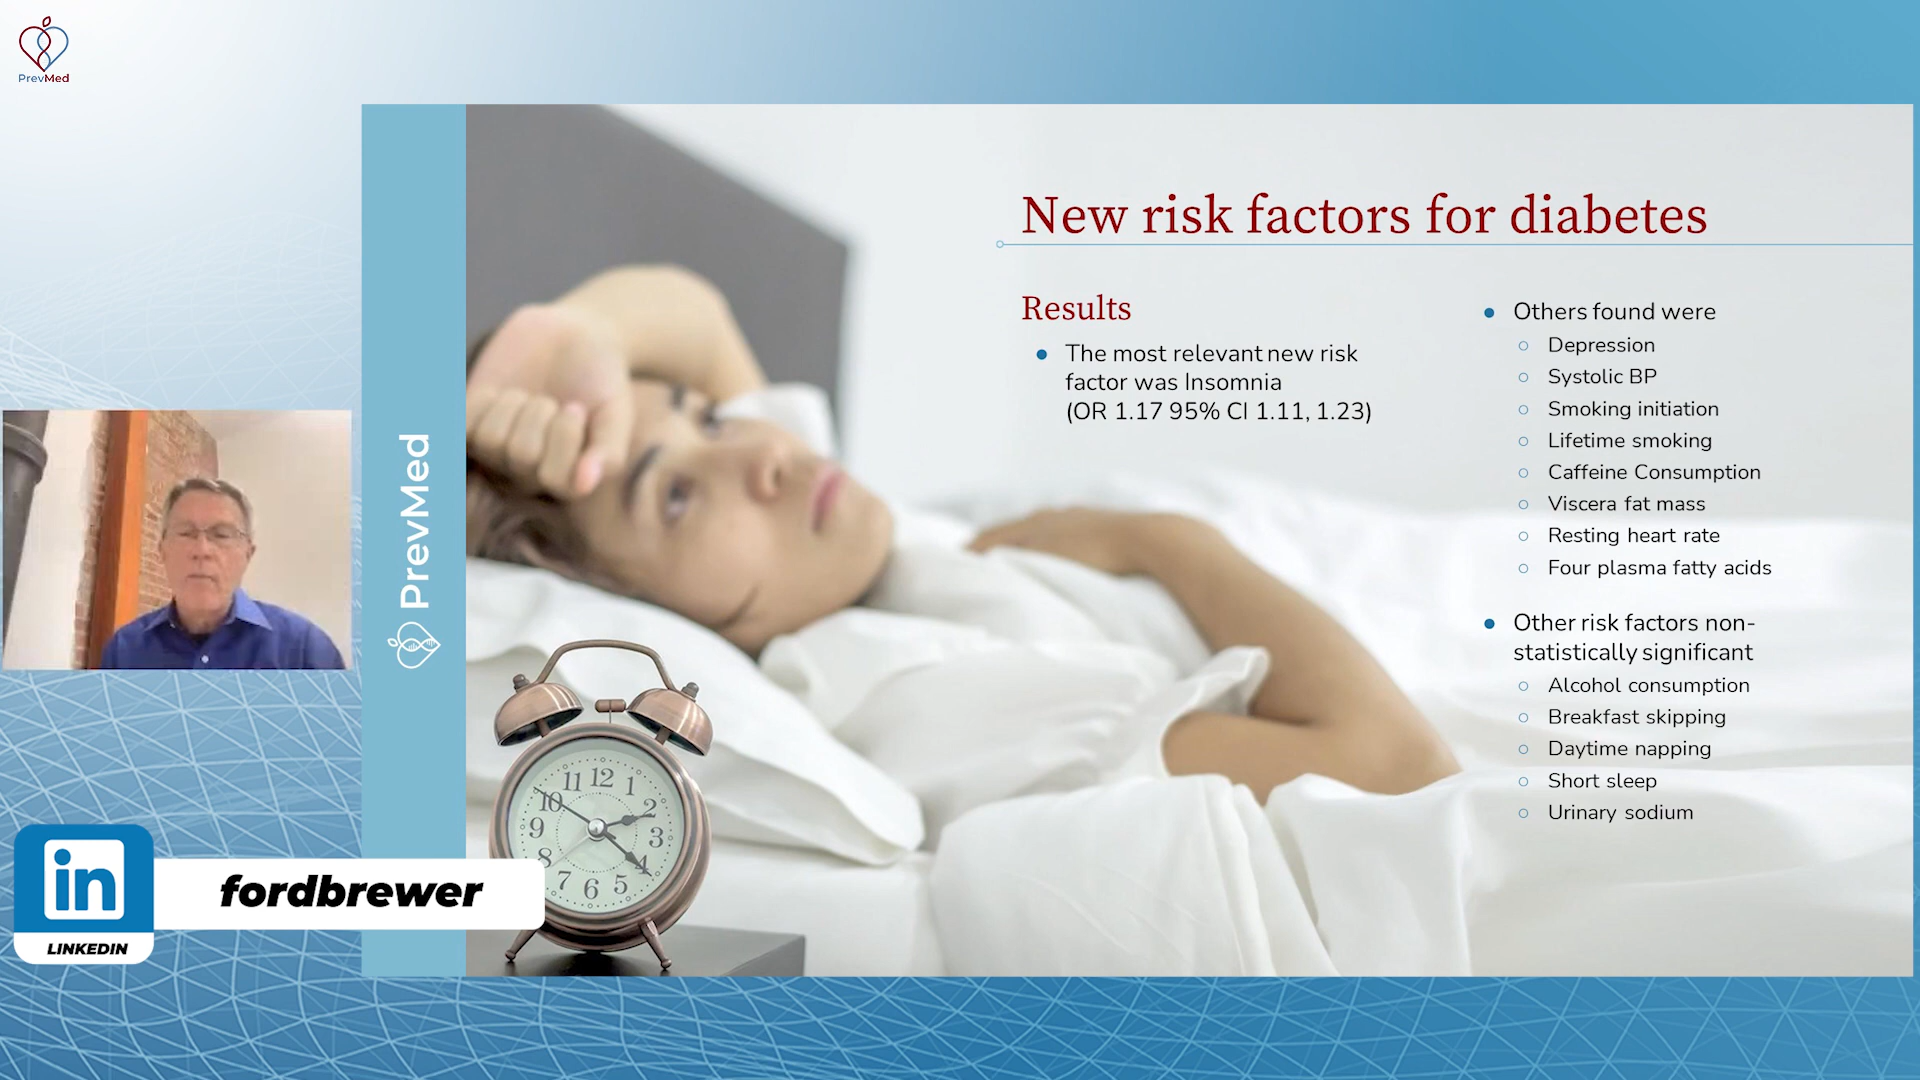 PrevMed
New risk factors for diabetes
Results
The most relevant new risk
factor was Insomnia
(OR 1.17 95% CI 1.11, 1.23)
Others found were
Depression
Systolic BP
Smoking initiation
Lifetime smoking
Caffeine Consumption
Viscera fat mass
Resting heart rate
Four plasma fatty acids
Other risk factors non-
statistically significant
Alcohol consumption
Breakfast skipping
Daytime napping
Short sleep
Urinary sodium
PrevMed
12
1
2
3
4
5
6
7
8
9
10
11
in
fordbrewer
LINKEDIN